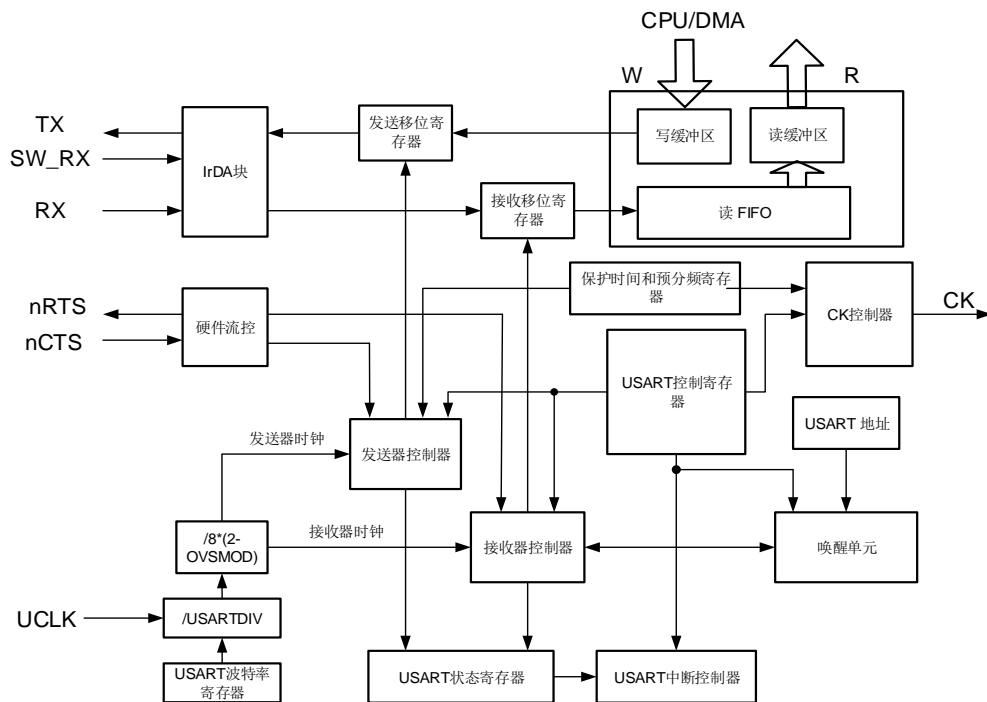 CPU/DMA
W
R
TX
SW_RX
RX
IrDA块
发送移位寄
存器
写缓冲区
读缓冲区
接收移位寄
存器
读 FIFO
nRTS
nCTS
硬件流控
保护时间和预分频寄存
器
CK控制器
CK
USART控制寄存
器
USART 地址
发送器时钟
发送器控制器
/8*(2-
OVSMOD)
接收器时钟
接收器控制器
唤醒单元
UCLK
/USARTDIV
USART波特率
寄存器
USART状态寄存器
USART中断控制器